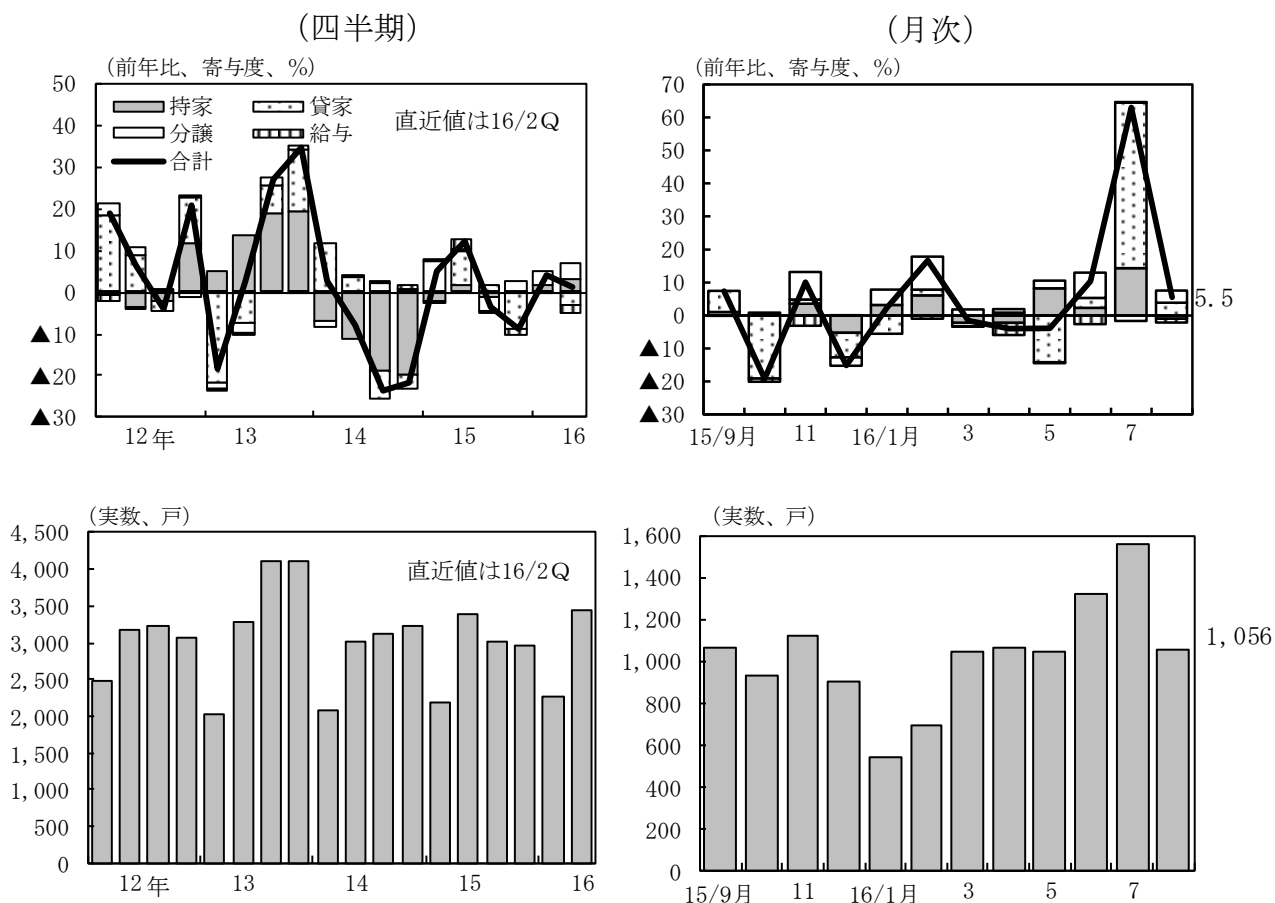 (四半期)
(前年比、寄与度、%)
50
40
30
20
10
0
▲ 10
▲ 20
▲ 30
持家
貸家
分譲
給与
合計
直近値は16/2Q
12年 13 14 15 16
(月次)
(前年比、寄与度、%)
70
60
50
40
30
20
10
0
▲ 10
▲ 20
▲ 30
5.5
15/9月 11 16/1月 3 5 7
(実数、戸)
4,500
4,000
3,500
3,000
2,500
2,000
1,500
1,000
500
0
直近値は16/2Q
12年 13 14 15 16
(実数、戸)
1,600
1,400
1,200
1,000
800
600
400
200
0
1,056
15/9月 11 16/1月 3 5 7